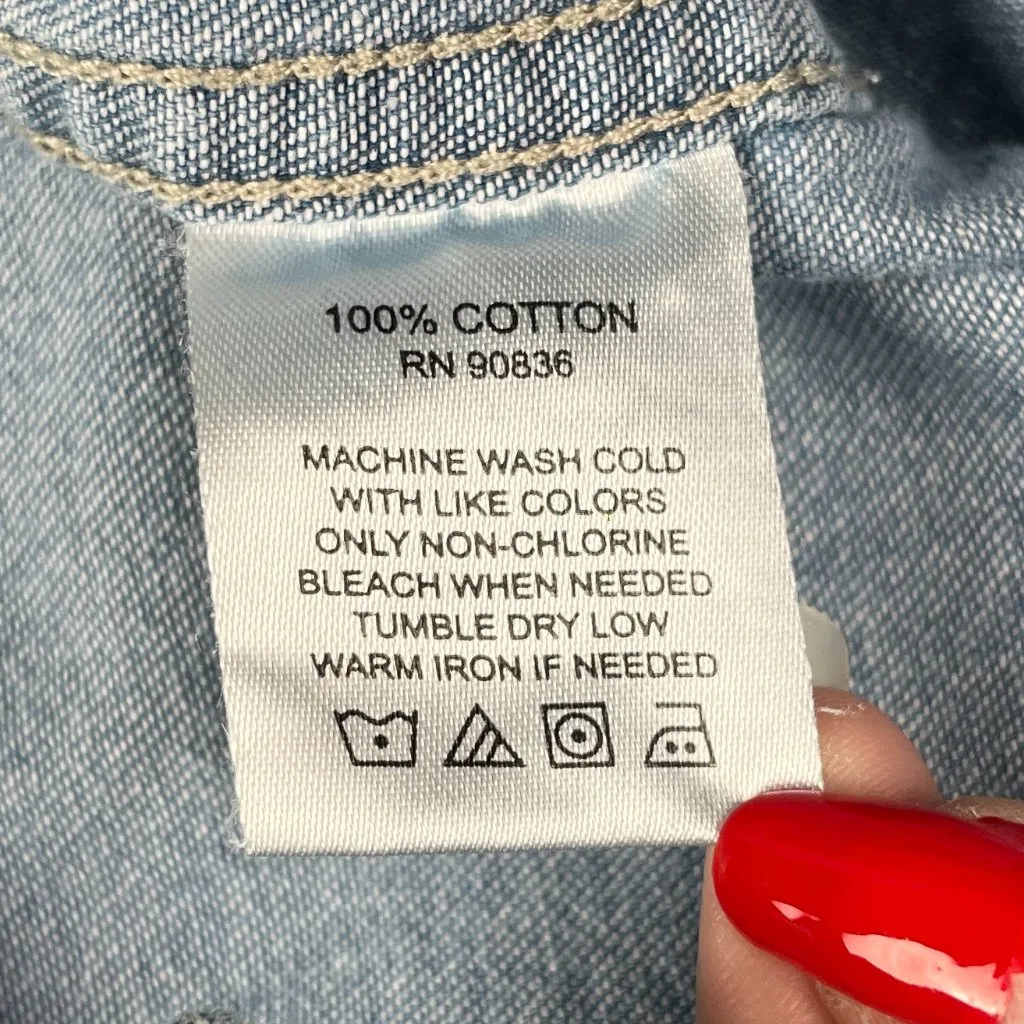 100% COTTON
RN 90836
MACHINE WASH COLD
WITH LIKE COLORS
ONLY NON-CHLORINE
BLEACH WHEN NEEDED
TUMBLE DRY LOW
WARM IRON IF NEEDED